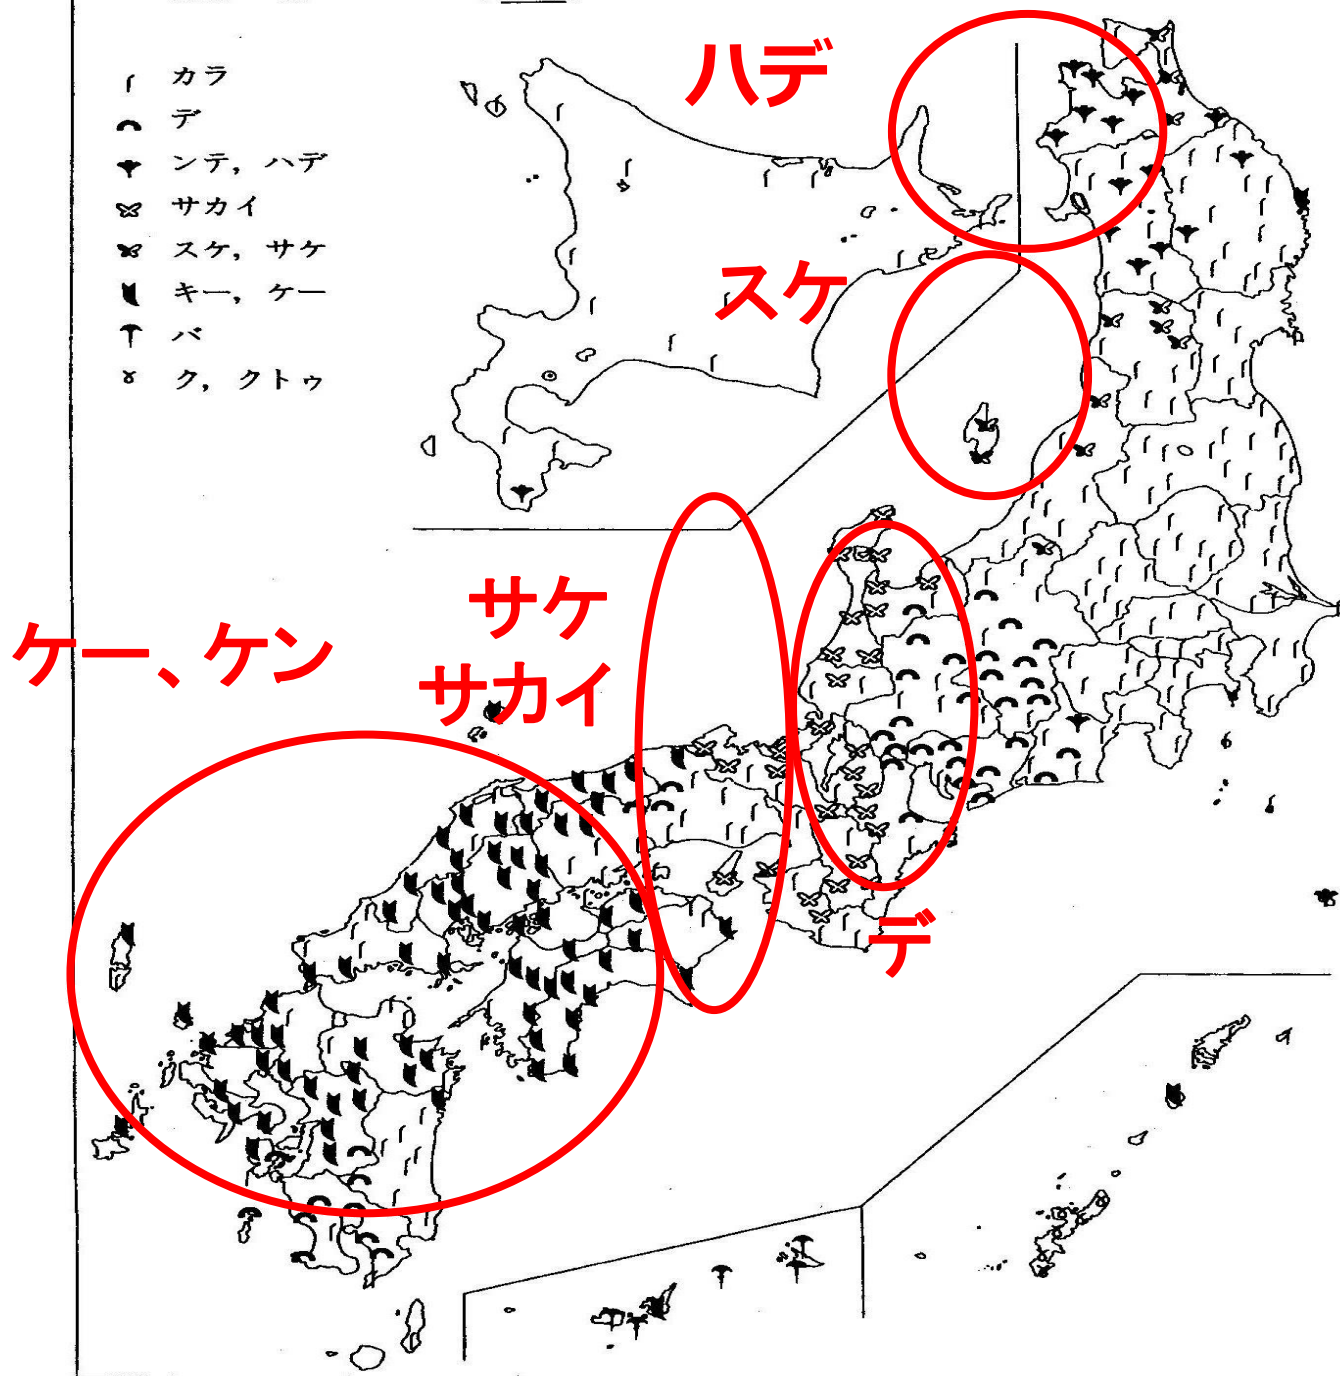 カラ
デ
ンテ，ハデ
サカイ
スケ，サケ
キー，ケー
バ
ク，クトゥ
ハデ
スケ
サケ
サカイ
ケー、ケン
デ